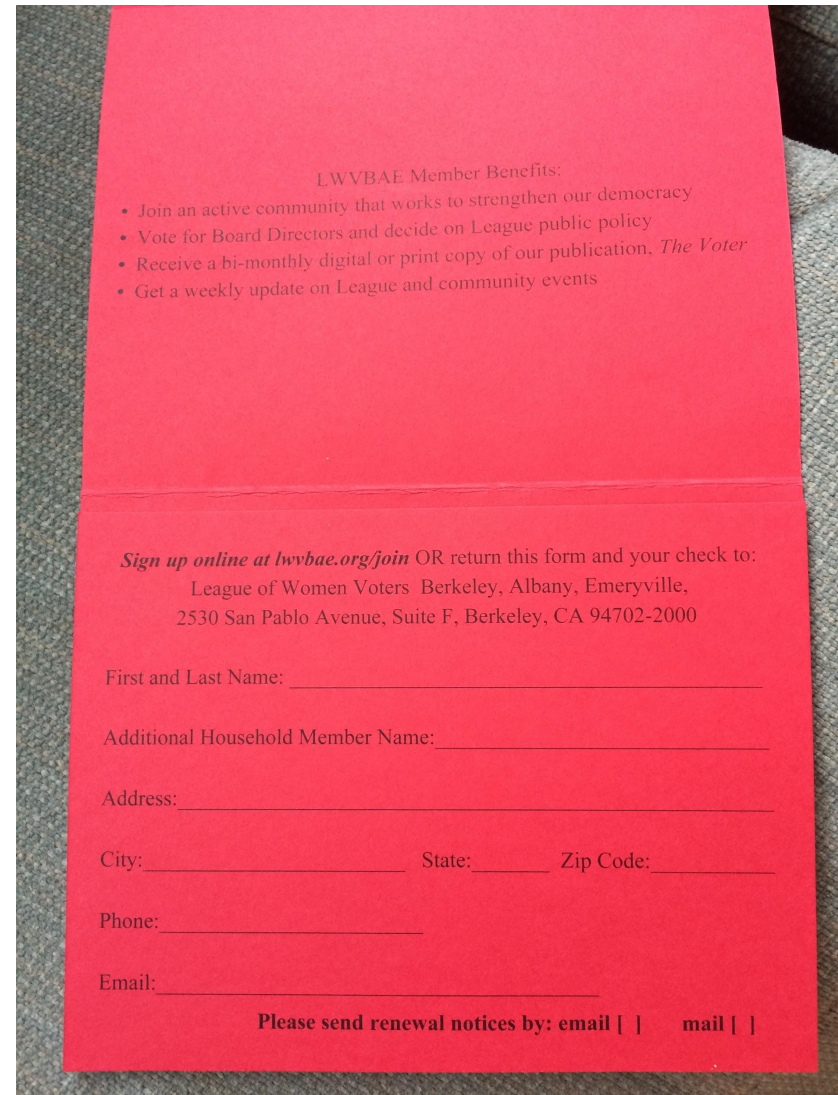 LWVBAE Member Benefits:
• Join an active community that works to strengthen our democracy
• Vote for Board Directors and decide on League public policy
• Receive a bi-monthly digital or print copy of our publication, The Voter
• Get a weekly update on League and community events
Sign up online at lwvbae.org/join OR return this form and your check to:
League of Women Voters Berkeley, Albany, Emeryville,
2530 San Pablo Avenue, Suite F, Berkeley, CA 94702-2000
First and Last Name:
Additional Household Member Name:
Address:
City: State: Zip Code:
Phone:
Email:
Please send renewal notices by: email [ ] mail [ ]